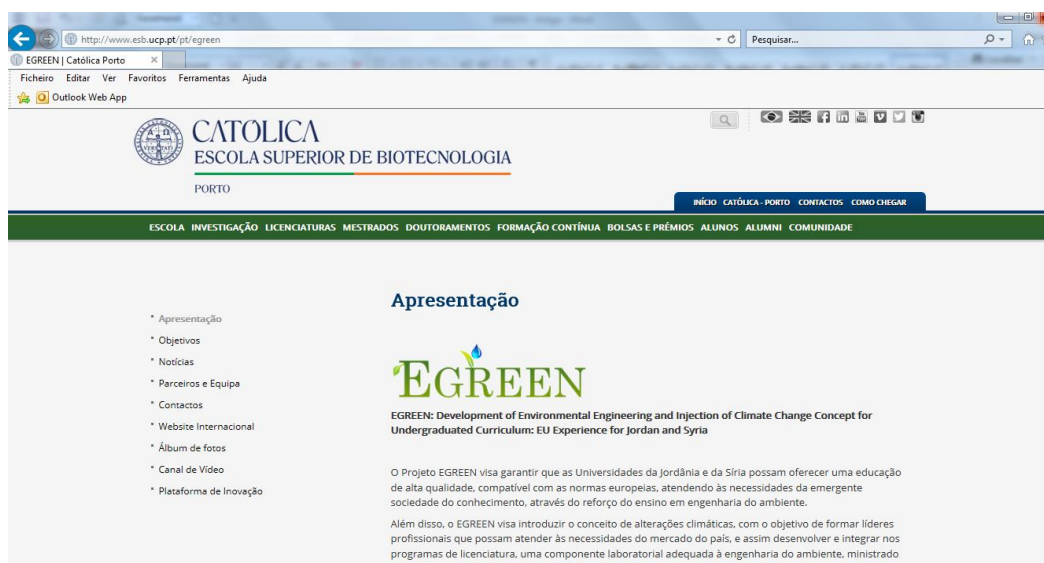 http://www.esb.ucp.pt/pt/egreen
Pesquisar...
EGREEN | Católica Porto
Ficheiro Editar Ver Favoritos Ferramentas Ajuda
Outlook Web App
CATOLICA
ESCOLA SUPERIOR DE BIOTECNOLOGIA
PORTO
INÍCIO CATÓLICA - PORTO CONTACTOS COMO CHEGAR
ESCOLA INVESTIGAÇÃO LICENCIATURAS MESTRADOS DOUTORAMENTOS FORMAÇÃO CONTÍNUA BOLSAS E PRÉMIOS ALUNOS ALUMNI COMUNIDADE
Apresentação
Apresentação
Objetivos
Notícias
Parceiros e Equipa
Contactos
Website Internacional
Álbum de fotos
Canal de Vídeo
Plataforma de Inovação
EGREEN
EGREEN: Development of Environmental Engineering and Injection of Climate Change Concept for
Undergraduated Curriculum: EU Experience for Jordan and Syria
O Projeto EGREEN visa garantir que as Universidades da Jordânia e da Síria possam oferecer uma educação
de alta qualidade, compatível com as normas europeias, atendendo às necessidades da emergente
sociedade do conhecimento, através do reforço do ensino em engenharia do ambiente.
Além disso, o EGREEN visa introduzir o conceito de alterações climáticas, com o objetivo de formar líderes
profissionais que possam atender às necessidades do mercado do país, e assim desenvolver e integrar nos
programas de licenciatura, uma componente laboratorial adequada à engenharia do ambiente, ministrado